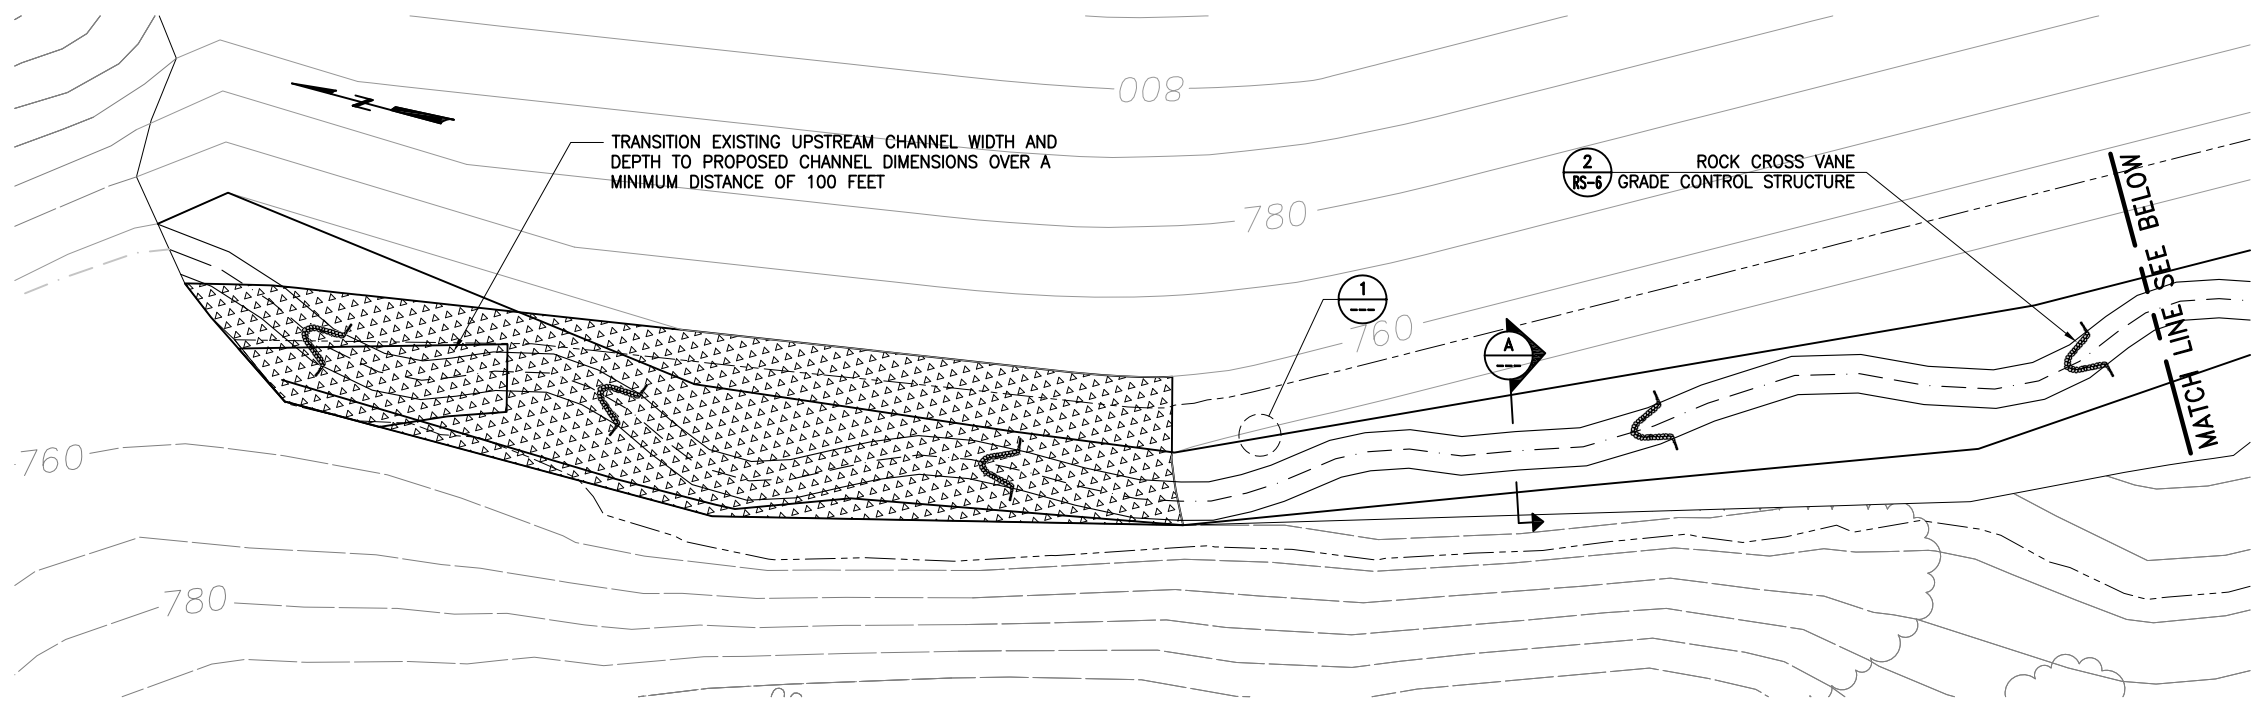 N
800
TRANSITION EXISTING UPSTREAM CHANNEL WIDTH AND
DEPTH TO PROPOSED CHANNEL DIMENSIONS OVER A
MINIMUM DISTANCE OF 100 FEET
2
RS-6
ROCK CROSS VANE
GRADE CONTROL STRUCTURE
MATCH LINE SEE BELOW
780
1
---
760
A
---
760
780